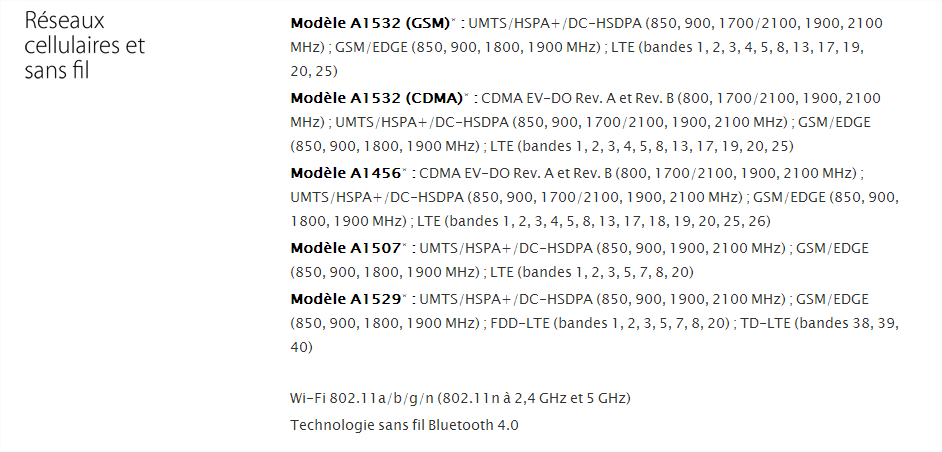 Réseaux
cellulaires et
sans fil
Modèle A1532 (GSM)* : UMTS/HSPA+/DC-HSDPA (850, 900, 1700/2100, 1900, 2100
MHz) ; GSM/EDGE (850, 900, 1800, 1900 MHz) ; LTE (bandes 1, 2, 3, 4, 5, 8, 13, 17, 19,
20, 25)
Modèle A1532 (CDMA)* : CDMA EV-DO Rev. A et Rev. B (800, 1700/2100, 1900, 2100
MHz) ; UMTS/HSPA+/DC-HSDPA (850, 900, 1700/2100, 1900, 2100 MHz) ; GSM/EDGE
(850, 900, 1800, 1900 MHz) ; LTE (bandes 1, 2, 3, 4, 5, 8, 13, 17, 19, 20, 25)
Modèle A1456* : CDMA EV-DO Rev. A et Rev. B (800, 1700/2100, 1900, 2100 MHz) ;
UMTS/HSPA+/DC-HSDPA (850, 900, 1700/2100, 1900, 2100 MHz) ; GSM/EDGE (850, 900,
1800, 1900 MHz) ; LTE (bandes 1, 2, 3, 4, 5, 8, 13, 17, 18, 19, 20, 25, 26)
Modèle A1507* : UMTS/HSPA+/DC-HSDPA (850, 900, 1900, 2100 MHz) ; GSM/EDGE
(850, 900, 1800, 1900 MHz) ; LTE (bandes 1, 2, 3, 5, 7, 8, 20)
Modèle A1529* : UMTS/HSPA+/DC-HSDPA (850, 900, 1900, 2100 MHz) ; GSM/EDGE
(850, 900, 1800, 1900 MHz) ; FDD-LTE (bandes 1, 2, 3, 5, 7, 8, 20) ; TD-LTE (bandes 38, 39,
40)
Wi-Fi 802.11a/b/g/n (802.11n à 2,4 GHz et 5 GHz)
Technologie sans fil Bluetooth 4.0